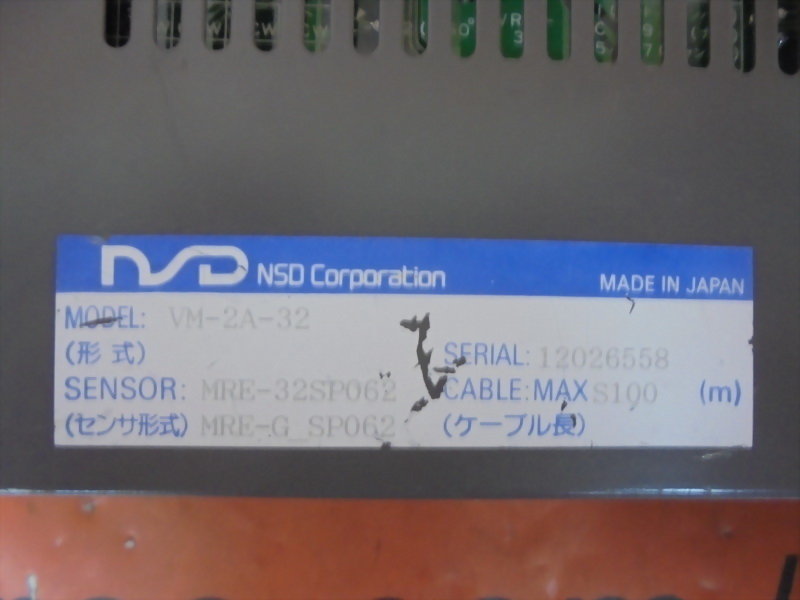 NSD NSD Corporation MADE IN JAPAN
MODEL: VM-2A-32
(形式)
SERIAL: 12026558
SENSOR: MRE-32SP062 CABLE:MAX S100 (m)
(センサ形式) MRE-G_SP062 (ケーブル長)